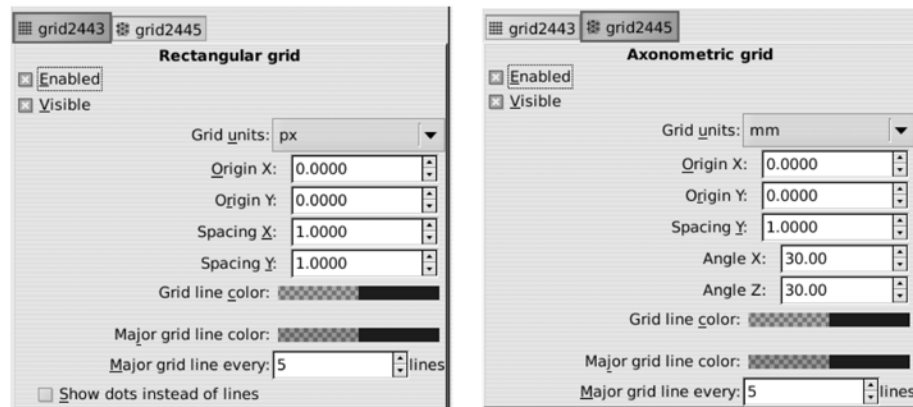 grid2443 grid2445
Rectangular grid
Enabled
Visible
Grid units: px
Origin X: 0.0000
Origin Y: 0.0000
Spacing X: 1.0000
Spacing Y: 1.0000
Grid line color:
Major grid line color:
Major grid line every: 5 lines
Show dots instead of lines
grid2443 grid2445
Axonometric grid
Enabled
Visible
Grid units: mm
Origin X: 0.0000
Origin Y: 0.0000
Spacing Y: 1.0000
Angle X: 30.00
Angle Z: 30.00
Grid line color:
Major grid line color:
Major grid line every: 5 lines